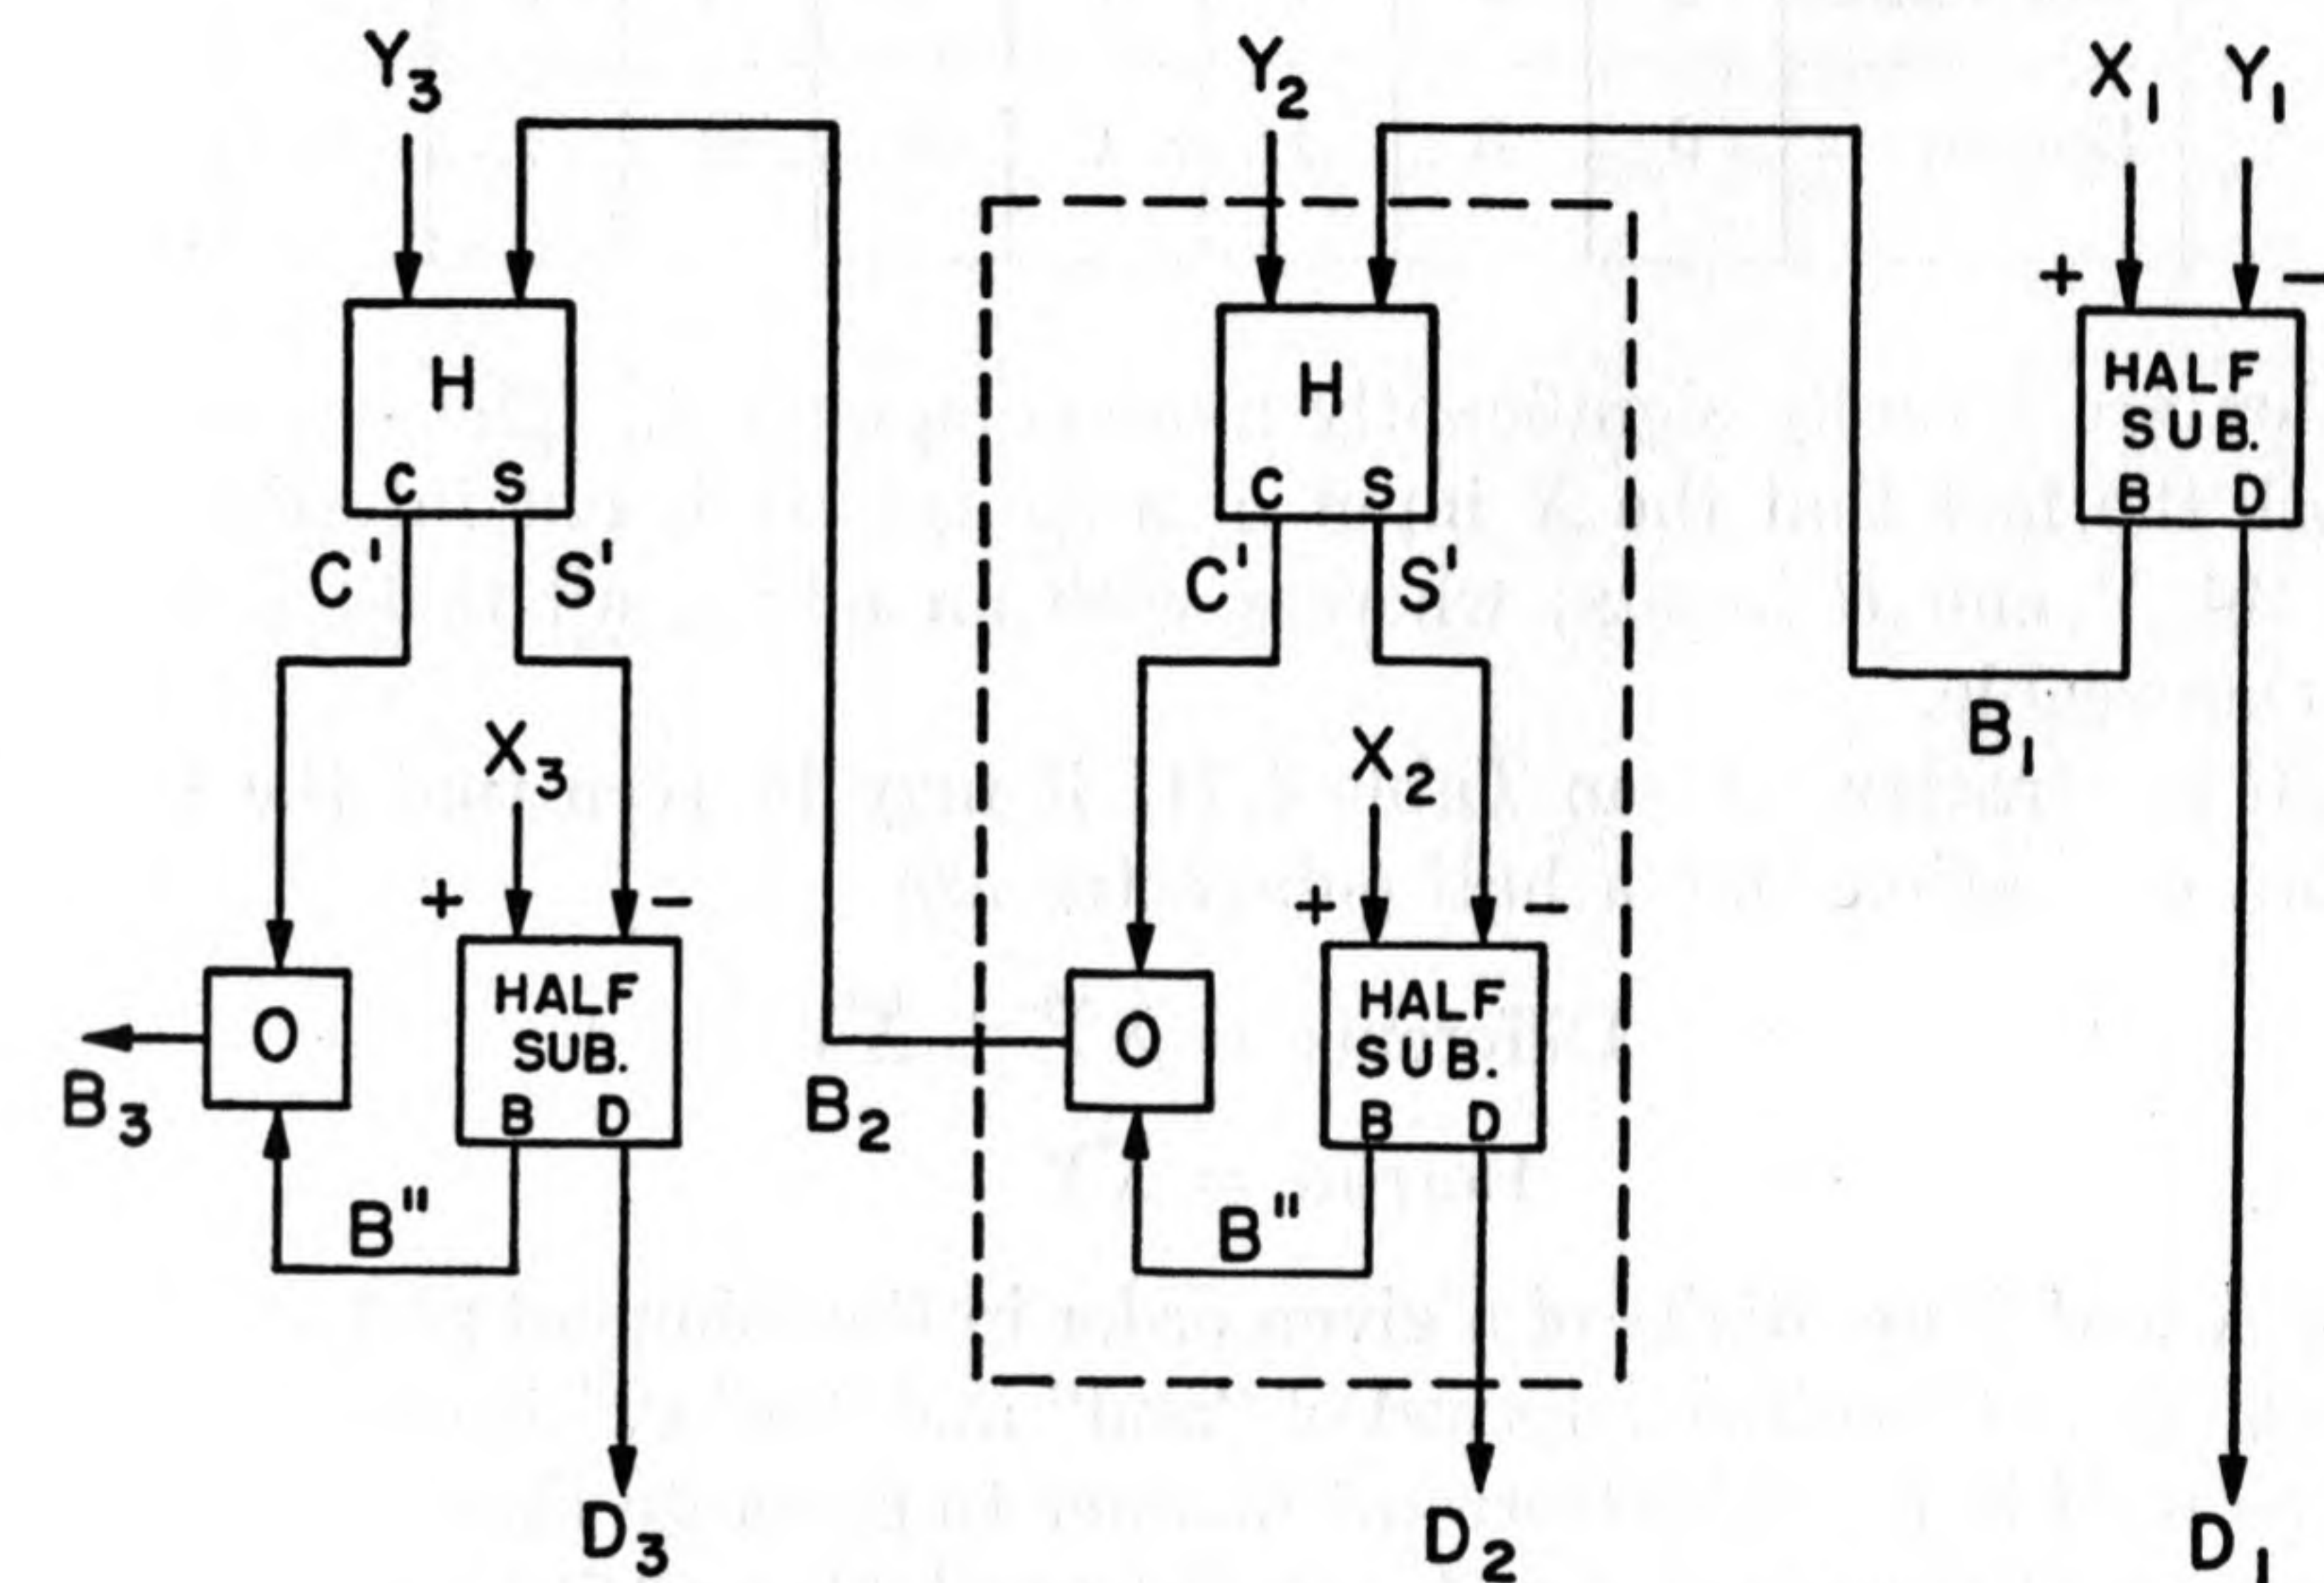 Y3
Y2
X1 Y1
+ −
H
C S
H
C S
HALF
SUB.
B D
C' S'
C' S'
B1
X3
X2
+ −
+ −
O
HALF
SUB.
B D
O
HALF
SUB.
B D
B3
B2
B"
B"
D3
D2
D1